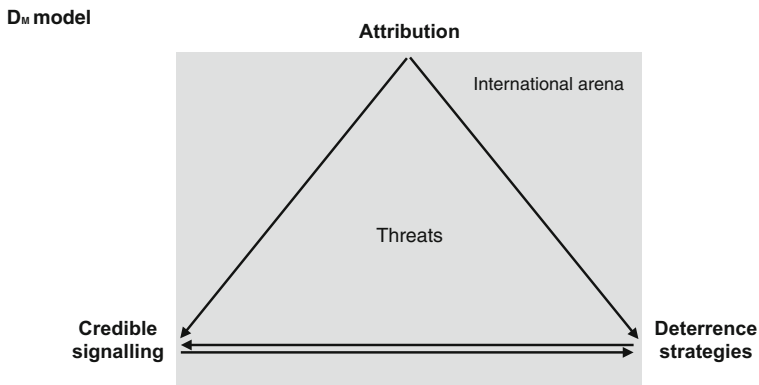 DM model
Attribution
International arena
Threats
Credible
signalling
Deterrence
strategies